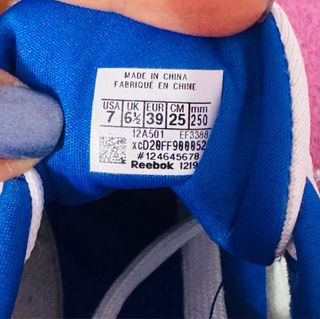 MADE IN CHINA
FABRIQUÉ EN CHINE
USA UK EUR CM mm
7 6½ 39 25 250
12A501 EF3388
xcD20FF900052
#124645678
Reebok 1219